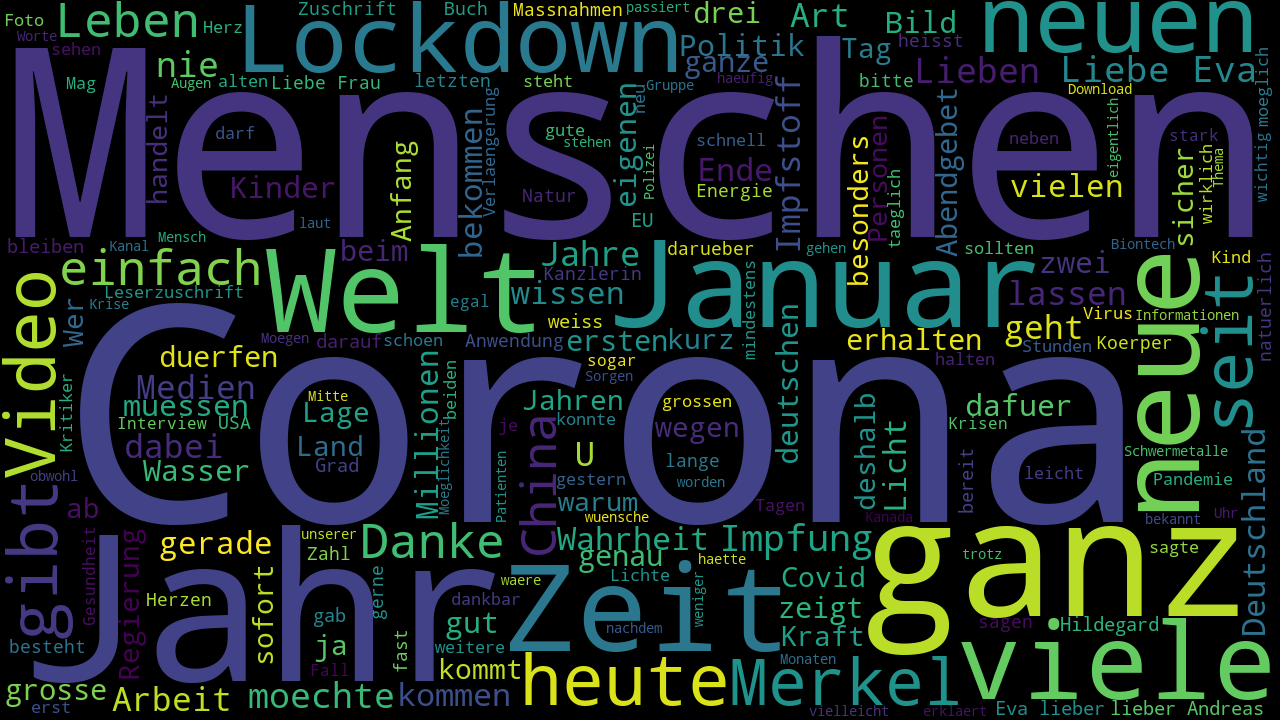 Foto
Leben
Herz
Zuschrift
Buch
Massnahmen
passiert
drei
Art
Bild
neuen
Worte
sehen
nie
Lockdown
Politik
ganze
Tag
heisst
Mag
Augen
alten
Liebe Frau
letzten
steht
haeufig
bitte
Lieben
Liebe Eva
Menschen
neu
Gruppe
Download
moeglich
handelt
darf
gute
stehen
schnell
neben
stark
eigentlich
wichtig
Verlaengerung
bekommen
eigenen
Polizei
Impfstoff
besonders
Personen
Abendgebet
Thema
wirklich
sicher
Kinder
Anfang
Natur
Ende
Energie
vielen
taeglich
laut
EU
bleiben
Kanal
Mensch
beim
Jahre
darueber
gehen
sollten
Biontech
einfach
Welt
Januar
Kanzlerin
zwei
Kind
natuerlich
Leserzuschrift
egal
wissen
mindestens
lassen
neue
seit
Video
Wer
Krise
weiss
deutschen
geht
Virus
Informationen
Moegen
darauf
schoen
Anwendung
ersten
kurz
erhalten
Stunden
Koerper
duerfen
sogar
halten
Corona
Kritiker
Medien
Sorgen
Mitte
beiden
Millionen
muessen
Lage
Jahren
grossen
dafuer
Interview USA
konnte
je
wegen
Krisen
dabei
Land
U
deshalb
Licht
Schwermetalle
Wasser
Grad
China
lange
leicht
obwohl
Moeglichkeit
Patienten
gestern
worden
bereit
Pandemie
Deutschland
gibt
ab
warum
Tagen
wuensche
Kanada
bekannt
Uhr
Gesundheit
Regierung
gerade
unserer
Zahl
Danke
Wahrheit
genau
Impfung
haette
ganz
trotz
sagte
Jahr
waere
Zeit
Lichte
Covid
Herzen
sofort
gab
gerne
dankbar
weniger
zeigt
nachdem
sagen
Hildegard
besteht
ja
fast
gut
weitere
Kraft
Fall
kommt
heute
Monaten
Merkel
viele
grosse
erst
Arbeit
moechte
kommen
vielleicht
erklaert
Eva lieber
lieber Andreas